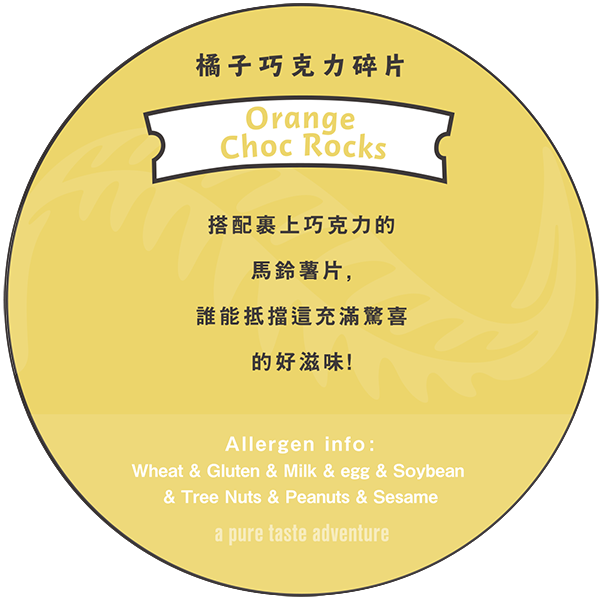 橘子巧克力碎片
Orange
Choc Rocks
搭配裹上巧克力的
馬鈴薯片,
誰能抵擋這充滿驚喜
的好滋味!
Allergen info:
Wheat & Gluten & Milk & egg & Soybean
& Tree Nuts & Peanuts & Sesame
a pure taste adventure